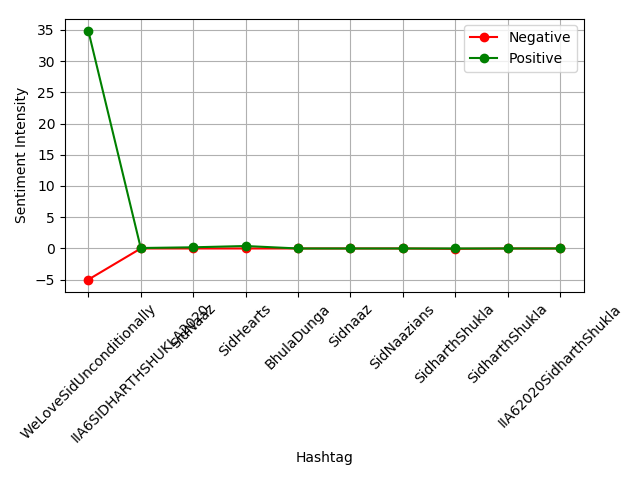 35
30
25
20
15
10
5
0
−5
Sentiment Intensity
Negative
Positive
WeLoveSidUnconditionally
IIA6SIDHARTHSHUKLA2020
SidNaaz
SidHearts
BhulaDunga
Sidnaaz
SidNaazians
SidharthShukla
SidharthShukla
IIA62020SidharthShukla
Hashtag